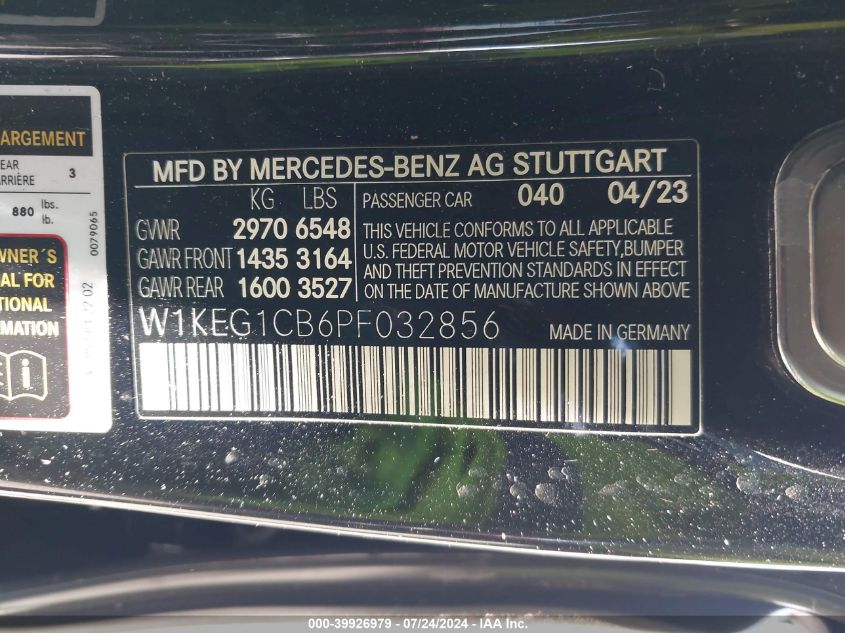 ARGEMENT
EAR
ARRIÈRE 3
880 lbs.
lb.
0079065
WNER´S
AL FOR
TIONAL
MATION
MFD BY MERCEDES-BENZ AG STUTTGART
KG LBS
GVWR 2970 6548
GAWR FRONT 1435 3164
GAWR REAR 1600 3527
PASSENGER CAR 040 04/23
THIS VEHICLE CONFORMS TO ALL APPLICABLE
U.S. FEDERAL MOTOR VEHICLE SAFETY,BUMPER
AND THEFT PREVENTION STANDARDS IN EFFECT
ON THE DATE OF MANUFACTURE SHOWN ABOVE
W1KEG1CB6PF032856 MADE IN GERMANY
000-39926979 - 07/24/2024 - IAA Inc.